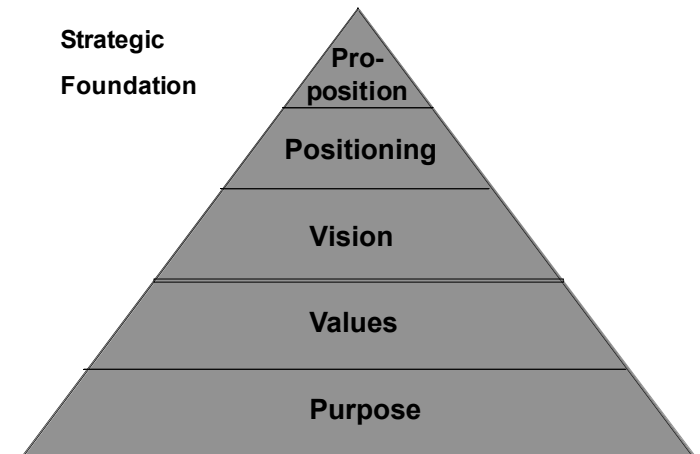 Strategic
Foundation
Pro-
position
Positioning
Vision
Values
Purpose